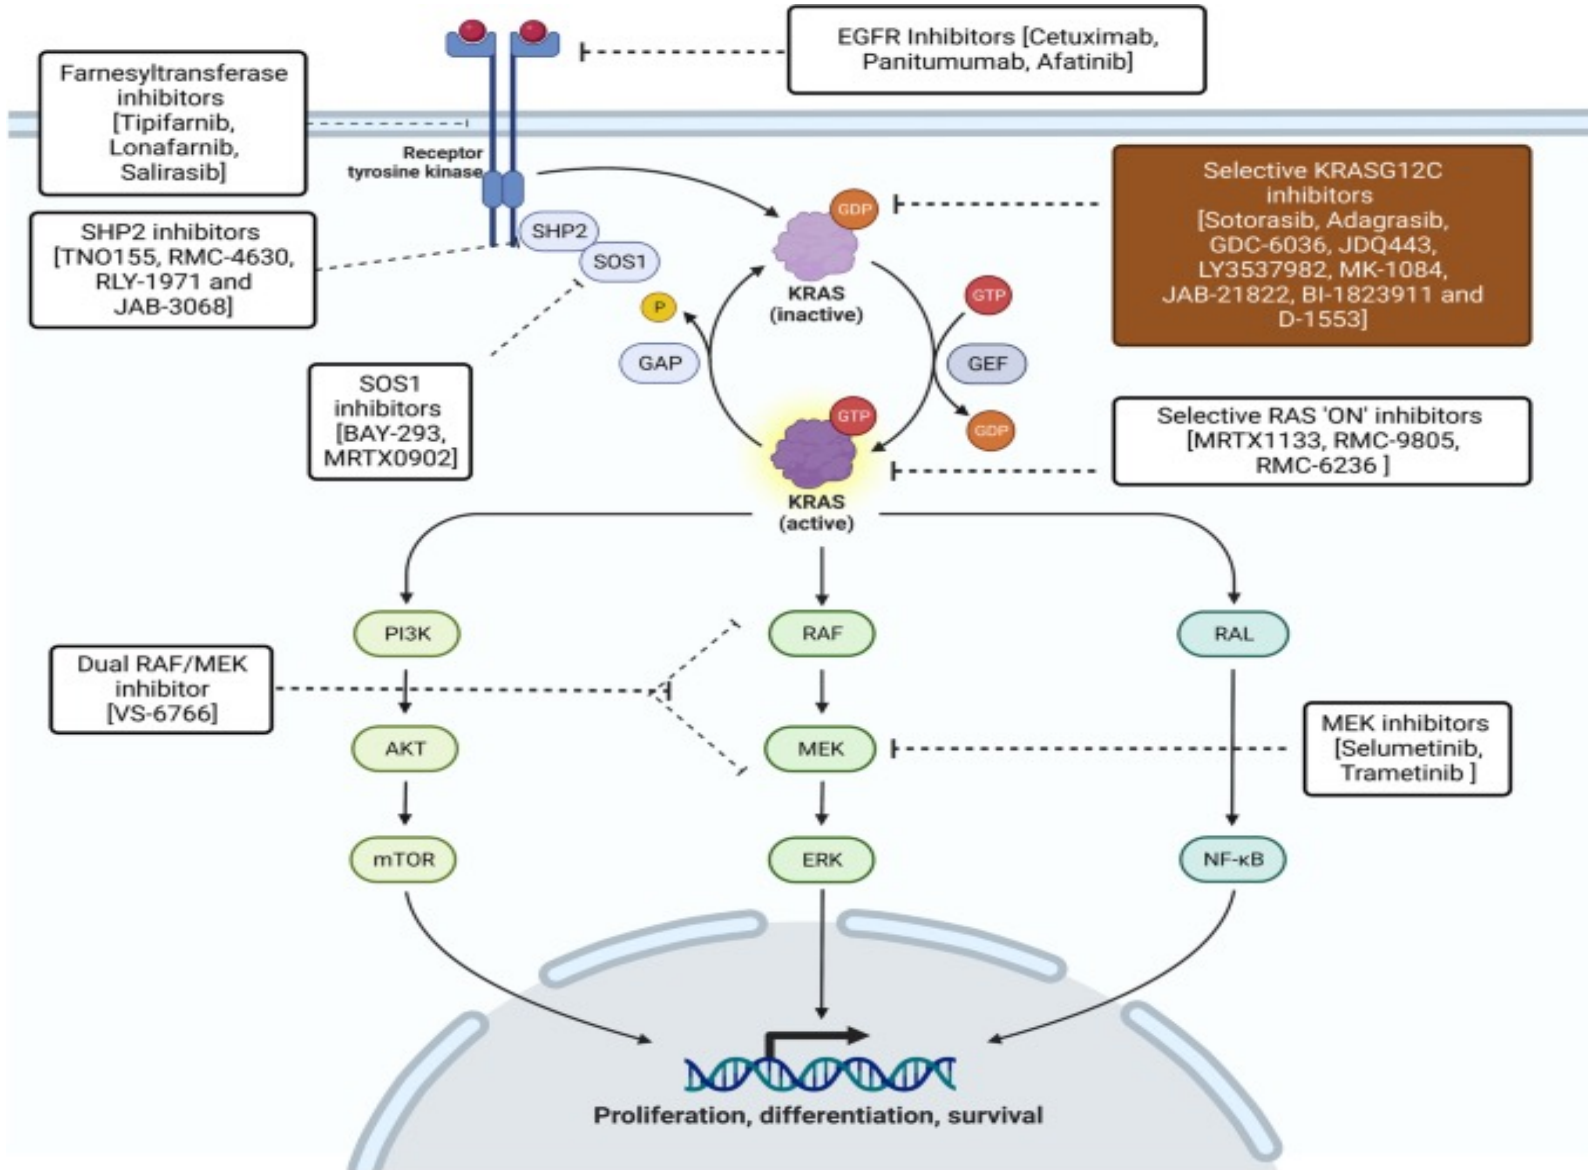 EGFR Inhibitors [Cetuximab,
Panitumumab, Afatinib]
Farnesyltransferase
inhibitors
[Tipifarnib,
Lonafarnib,
Salirasib]
Receptor
tyrosine kinase
SHP2 inhibitors
[TNO155, RMC-4630,
RLY-1971 and
JAB-3068]
SHP2
SOS1
GDP
KRAS
(inactive)
Selective KRASG12C
inhibitors
[Sotorasib, Adagrasib,
GDC-6036, JDQ443,
LY3537982, MK-1084,
JAB-21822, BI-1823911 and
D-1553]
P
GTP
GAP
GEF
SOS1
inhibitors
[BAY-293,
MRTX0902]
GTP
GDP
KRAS
(active)
Selective RAS 'ON' inhibitors
[MRTX1133, RMC-9805,
RMC-6236 ]
PI3K
RAF
RAL
Dual RAF/MEK
inhibitor
[VS-6766]
AKT
MEK
MEK inhibitors
[Selumetinib,
Trametinib ]
mTOR
ERK
NF-κB
Proliferation, differentiation, survival